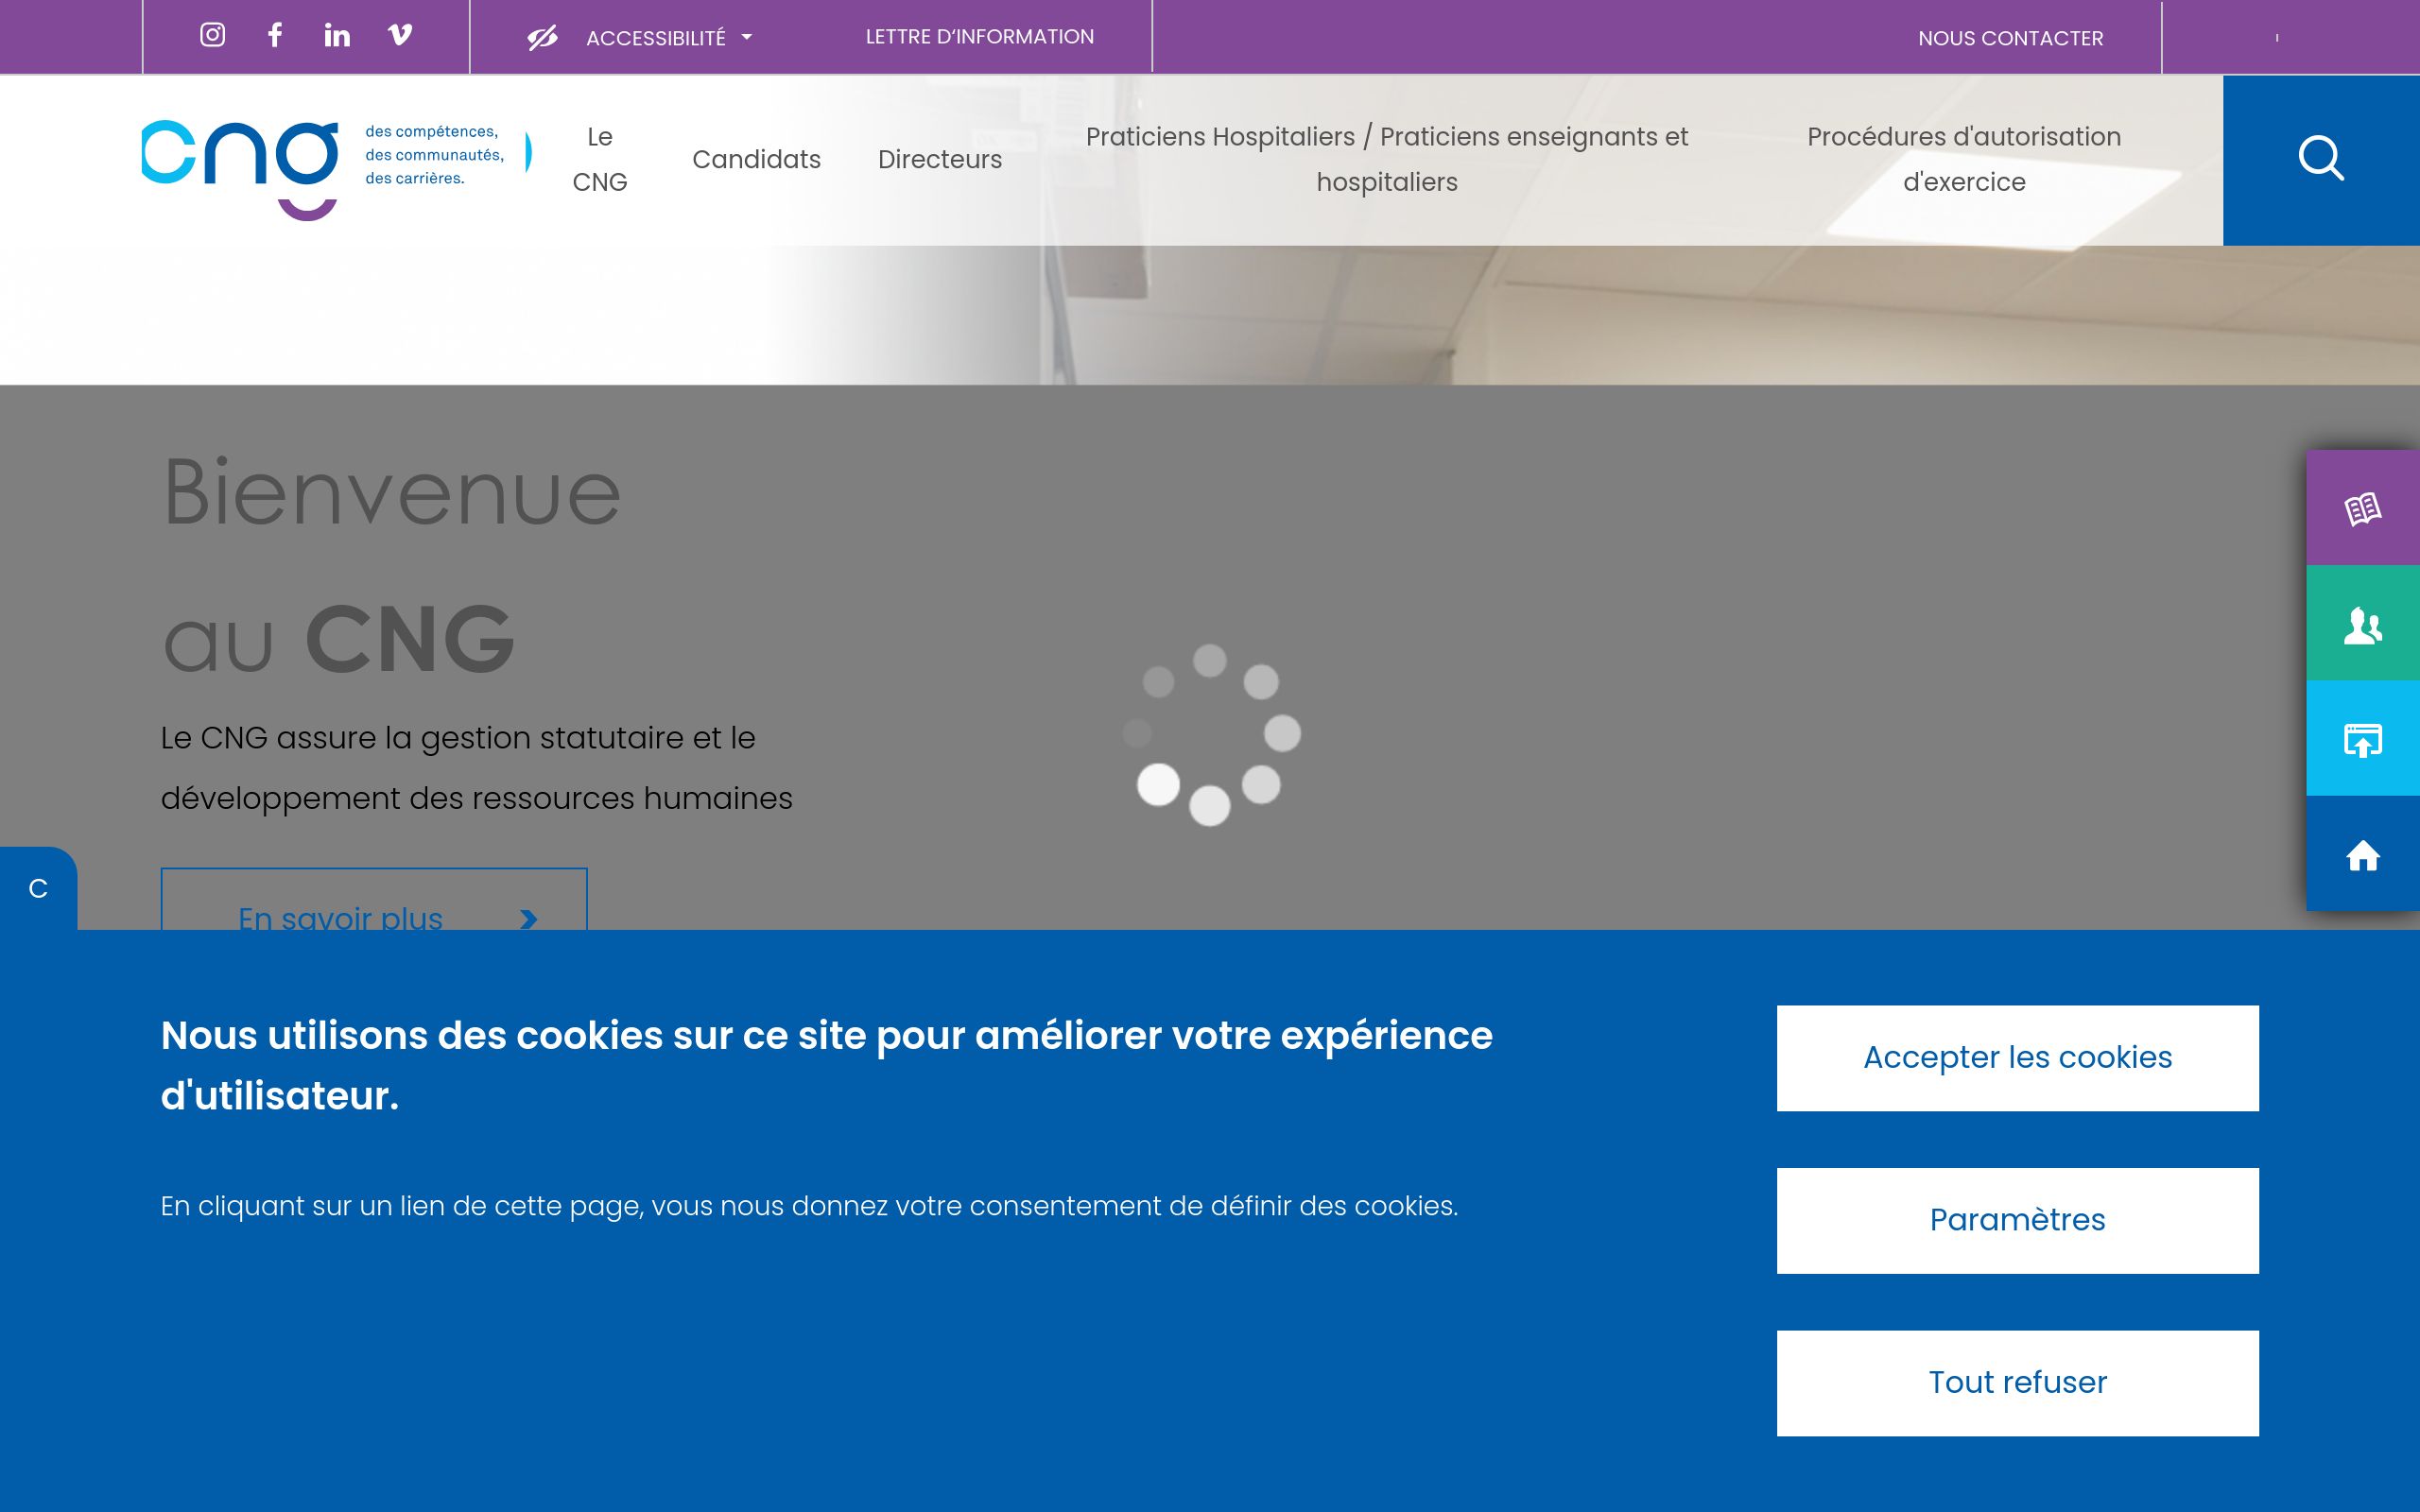 ACCESSIBILITÉ
LETTRE D'INFORMATION
NOUS CONTACTER
cng
des compétences,
des communautés,
des carrières.
Le
CNG
Candidats
Directeurs
Praticiens Hospitaliers / Praticiens enseignants et
hospitaliers
Procédures d'autorisation
d'exercice
Bienvenue
au CNG
Le CNG assure la gestion statutaire et le
développement des ressources humaines
C
En savoir plus
Nous utilisons des cookies sur ce site pour améliorer votre expérience
d'utilisateur.
En cliquant sur un lien de cette page, vous nous donnez votre consentement de définir des cookies.
Accepter les cookies
Paramètres
Tout refuser